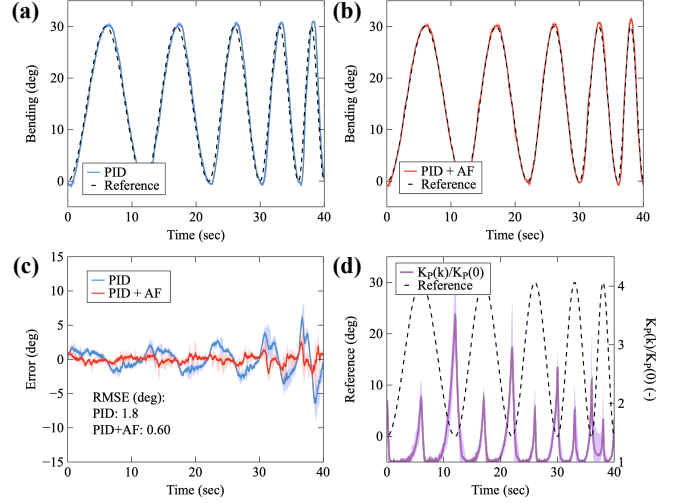 (a)
30
20
10
0
Bending (deg)
PID
Reference
0 10 20 30 40
Time (sec)
(b)
30
20
10
0
Bending (deg)
PID + AF
Reference
0 10 20 30 40
Time (sec)
(c)
15
10
5
0
−5
−10
−15
Error (deg)
PID
PID + AF
RMSE (deg):
PID: 1.8
PID+AF: 0.60
0 10 20 30 40
Time (sec)
(d)
30
20
10
0
Reference (deg)
K_P(k)/K_P(0)
Reference
4
3
2
1
K_P(k)/K_P(0) (-)
0 10 20 30 40
Time (sec)